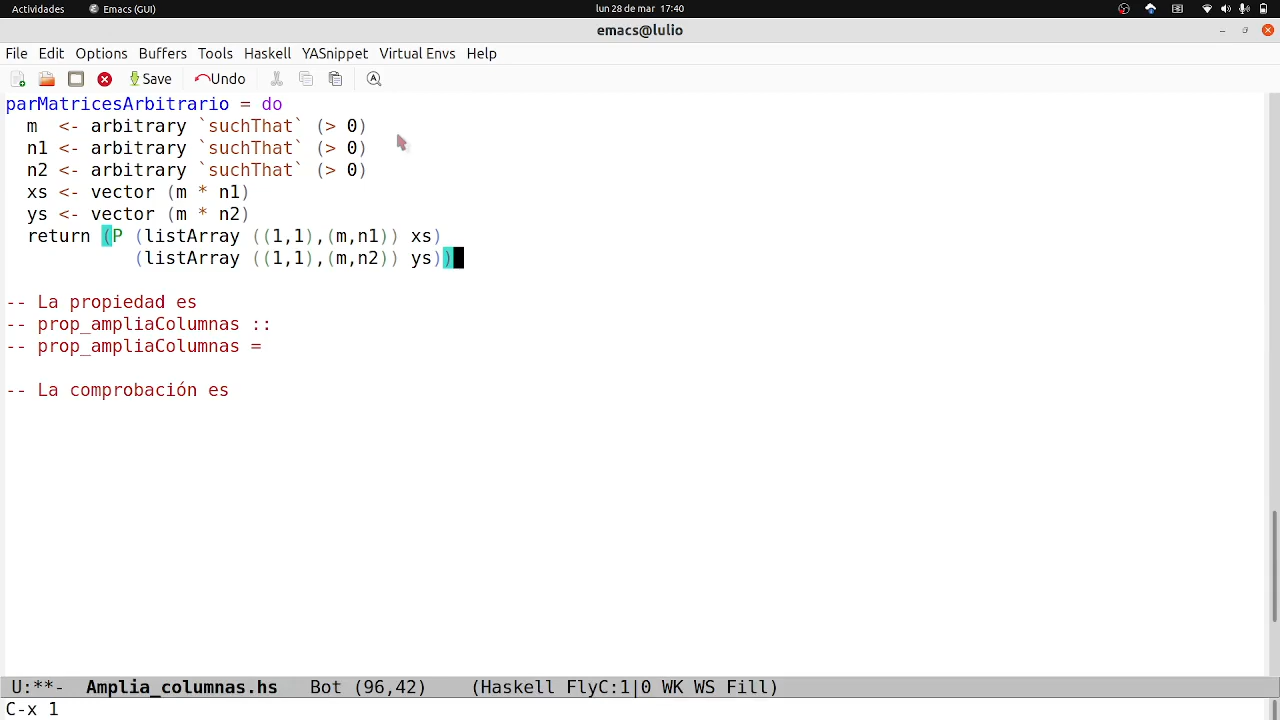 Actividades Emacs (GUI) lun 28 de mar 17:40
emacs@lulio
File Edit Options Buffers Tools Haskell YASnippet Virtual Envs Help
Save Undo
parMatricesArbitrario = do
  m  <- arbitrary `suchThat` (> 0)
  n1 <- arbitrary `suchThat` (> 0)
  n2 <- arbitrary `suchThat` (> 0)
  xs <- vector (m * n1)
  ys <- vector (m * n2)
  return (P (listArray ((1,1),(m,n1)) xs)
            (listArray ((1,1),(m,n2)) ys))
-- La propiedad es
-- prop_ampliaColumnas ::
-- prop_ampliaColumnas =
-- La comprobación es
U:**- Amplia_columnas.hs Bot (96,42) (Haskell FlyC:1|0 WK WS Fill)
C-x 1